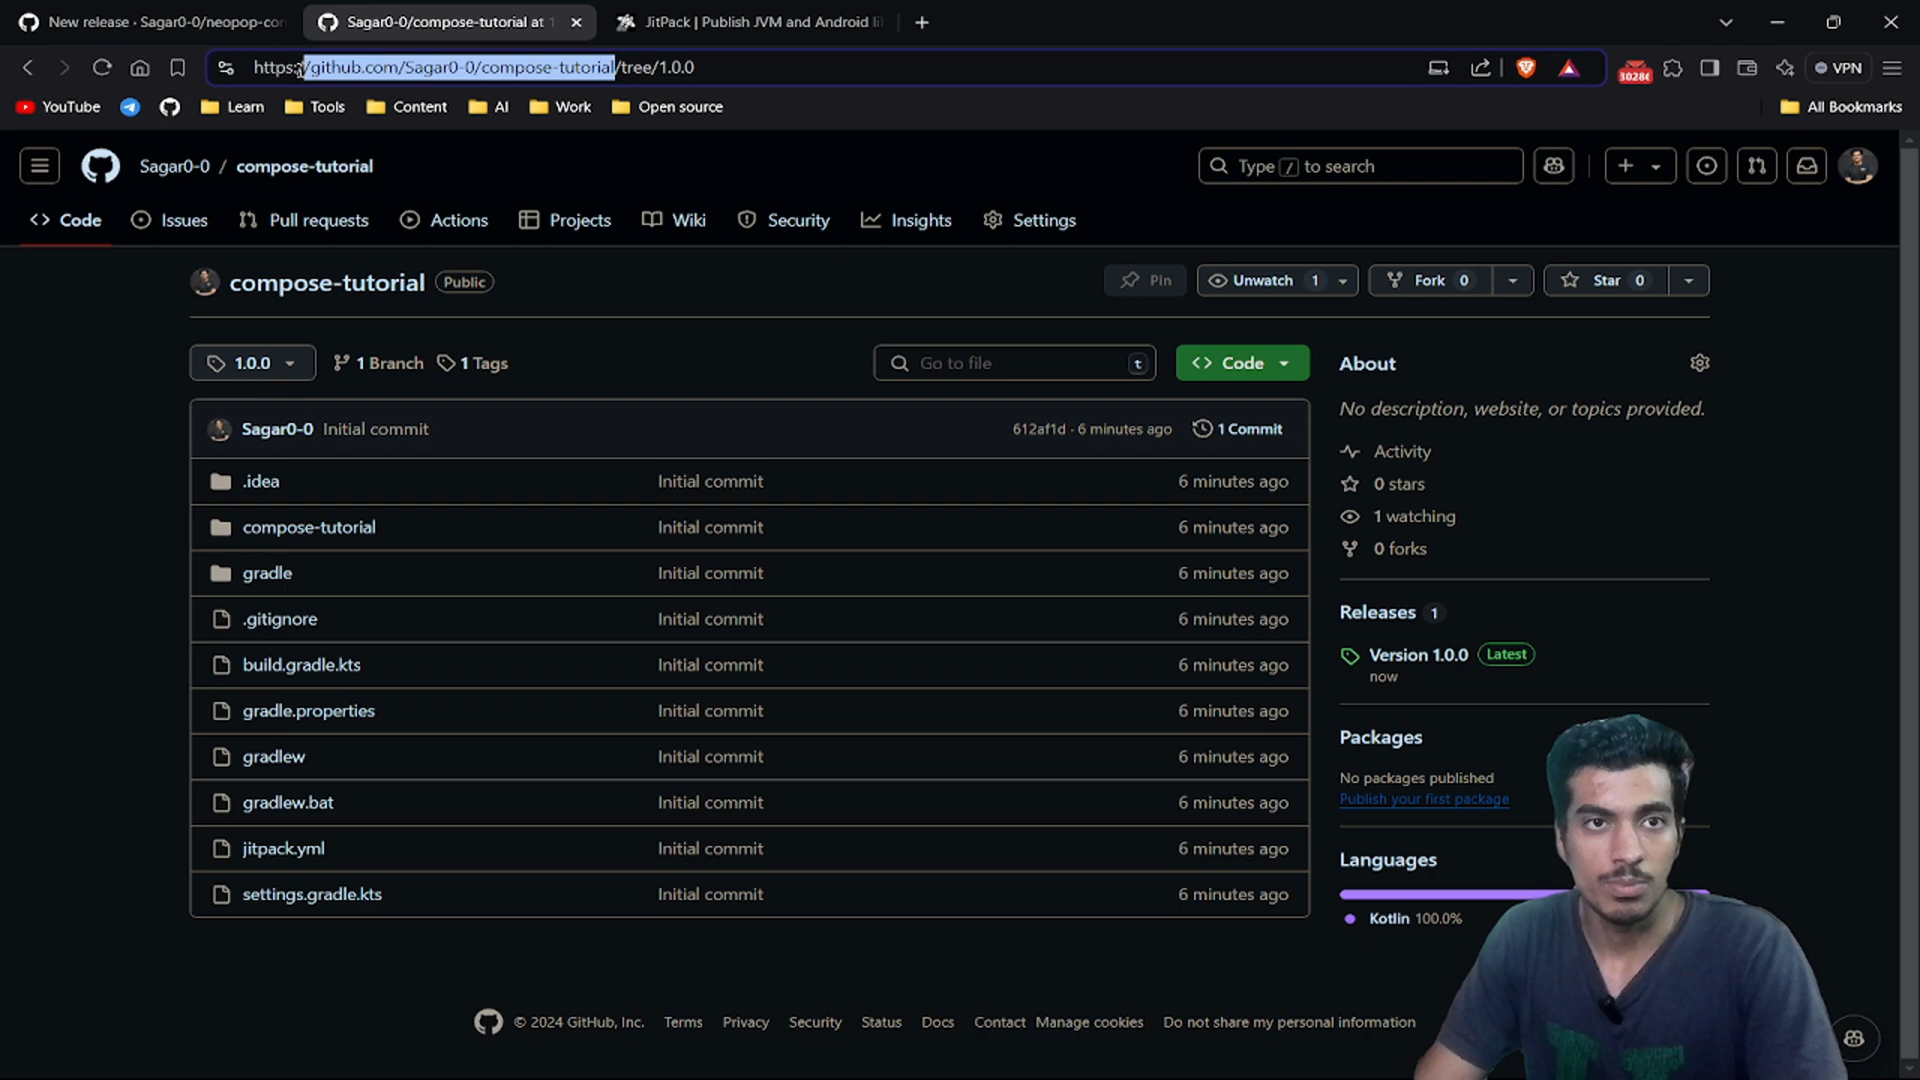 New release · Sagar0-0/neopop-con
Sagar0-0/compose-tutorial at 1
JitPack | Publish JVM and Android li
https://github.com/Sagar0-0/compose-tutorial/tree/1.0.0
VPN
YouTube
Learn
Tools
Content
AI
Work
Open source
All Bookmarks
Sagar0-0 / compose-tutorial
Type / to search
Code
Issues
Pull requests
Actions
Projects
Wiki
Security
Insights
Settings
compose-tutorial Public
Pin
Unwatch 1
Fork 0
Star 0
1.0.0
1 Branch
1 Tags
Go to file t
Code
Sagar0-0 Initial commit 612af1d · 6 minutes ago 1 Commit
.idea Initial commit 6 minutes ago
compose-tutorial Initial commit 6 minutes ago
gradle Initial commit 6 minutes ago
.gitignore Initial commit 6 minutes ago
build.gradle.kts Initial commit 6 minutes ago
gradle.properties Initial commit 6 minutes ago
gradlew Initial commit 6 minutes ago
gradlew.bat Initial commit 6 minutes ago
jitpack.yml Initial commit 6 minutes ago
settings.gradle.kts Initial commit 6 minutes ago
About
No description, website, or topics provided.
Activity
0 stars
1 watching
0 forks
Releases 1
Version 1.0.0 Latest
now
Packages
No packages published
Publish your first package
Languages
Kotlin 100.0%
© 2024 GitHub, Inc. Terms Privacy Security Status Docs Contact Manage cookies Do not share my personal information